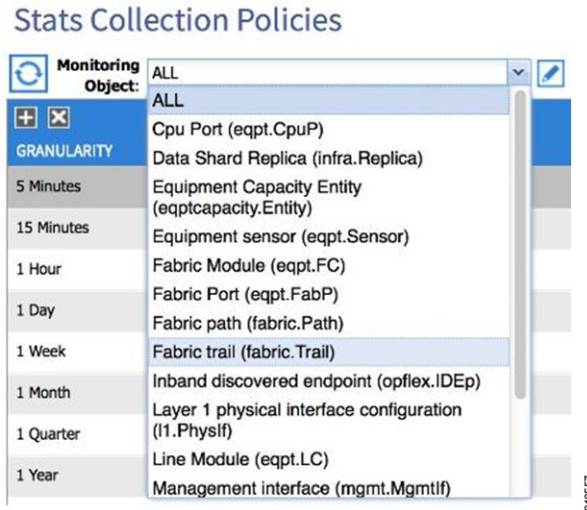 Stats Collection Policies
Monitoring
Object:
ALL
ALL
GRANULARITY
5 Minutes
15 Minutes
1 Hour
1 Day
1 Week
1 Month
1 Quarter
1 Year
Cpu Port (eqpt.CpuP)
Data Shard Replica (infra.Replica)
Equipment Capacity Entity
(eqptcapacity.Entity)
Equipment sensor (eqpt.Sensor)
Fabric Module (eqpt.FC)
Fabric Port (eqpt.FabP)
Fabric path (fabric.Path)
Fabric trail (fabric.Trail)
Inband discovered endpoint (opflex.IDEp)
Layer 1 physical interface configuration
(l1.PhysIf)
Line Module (eqpt.LC)
Management interface (mgmt.MgmtIf)